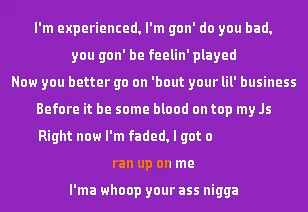 I'm experienced, I'm gon' do you bad,
you gon' be feelin' played
Now you better go on 'bout your lil' business
Before it be some blood on top my Js
Right now I'm faded, I got o
ran up on me
I'ma whoop your ass nigga